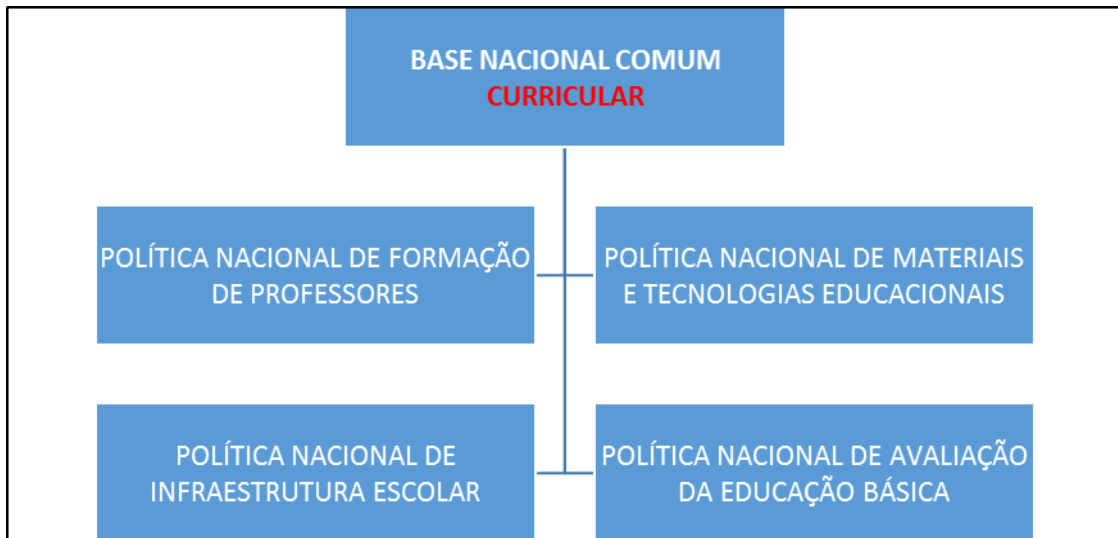 BASE NACIONAL COMUM
CURRICULAR
POLÍTICA NACIONAL DE FORMAÇÃO
DE PROFESSORES
POLÍTICA NACIONAL DE MATERIAIS
E TECNOLOGIAS EDUCACIONAIS
POLÍTICA NACIONAL DE
INFRAESTRUTURA ESCOLAR
POLÍTICA NACIONAL DE AVALIAÇÃO
DA EDUCAÇÃO BÁSICA